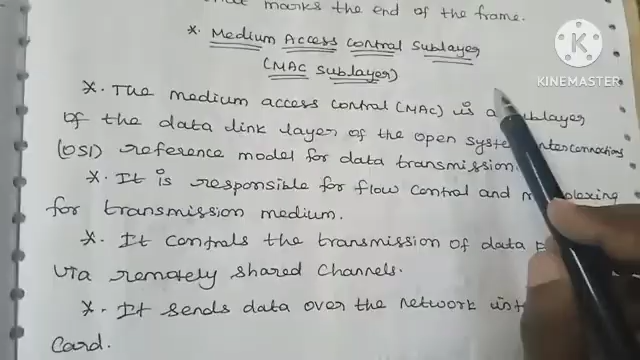 marks the end of the frame.
*. Medium Access Control Sublayer
(MAC Sublayer)
KINEMASTER
*. The medium access control (MAC) is a sublayer
of the data link layer of the open system Interconnections
(OSI) reference model for data transmission.
*. It is responsible for flow control and
for transmission medium.
*. It controls the transmission of data
via remotely shared channels.
*. It sends data over the network
card.